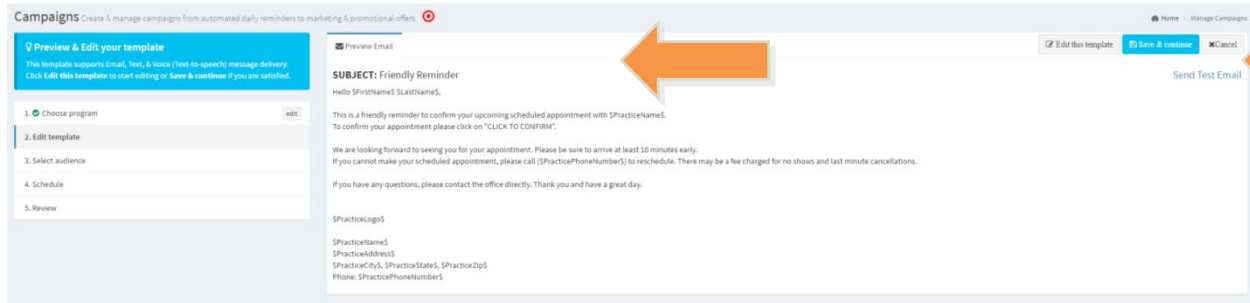 Campaigns Create & manage campaigns from automated daily reminders to marketing & promotional offers.
Home > Manage Campaigns
Preview & Edit your template
This template supports Email, Text, & Voice (Text-to-speech) message delivery.
Click Edit this template to start editing or Save & continue if you are satisfied.
1. Choose program edit
2. Edit template
3. Select audience
4. Schedule
5. Review
Preview Email
Edit this template Save & continue Cancel
SUBJECT: Friendly Reminder
Send Test Email
Hello $FirstName$ $LastName$,
This is a friendly reminder to confirm your upcoming scheduled appointment with $PracticeName$.
To confirm your appointment please click on "CLICK TO CONFIRM".
We are looking forward to seeing you for your appointment. Please be sure to arrive at least 10 minutes early.
If you cannot make your scheduled appointment, please call ($PracticePhoneNumber$) to reschedule. There may be a fee charged for no shows and last minute cancellations.
If you have any questions, please contact the office directly. Thank you and have a great day.
$PracticeLogo$
$PracticeName$
$PracticeAddress$
$PracticeCity$, $PracticeState$, $PracticeZip$
Phone: $PracticePhoneNumber$